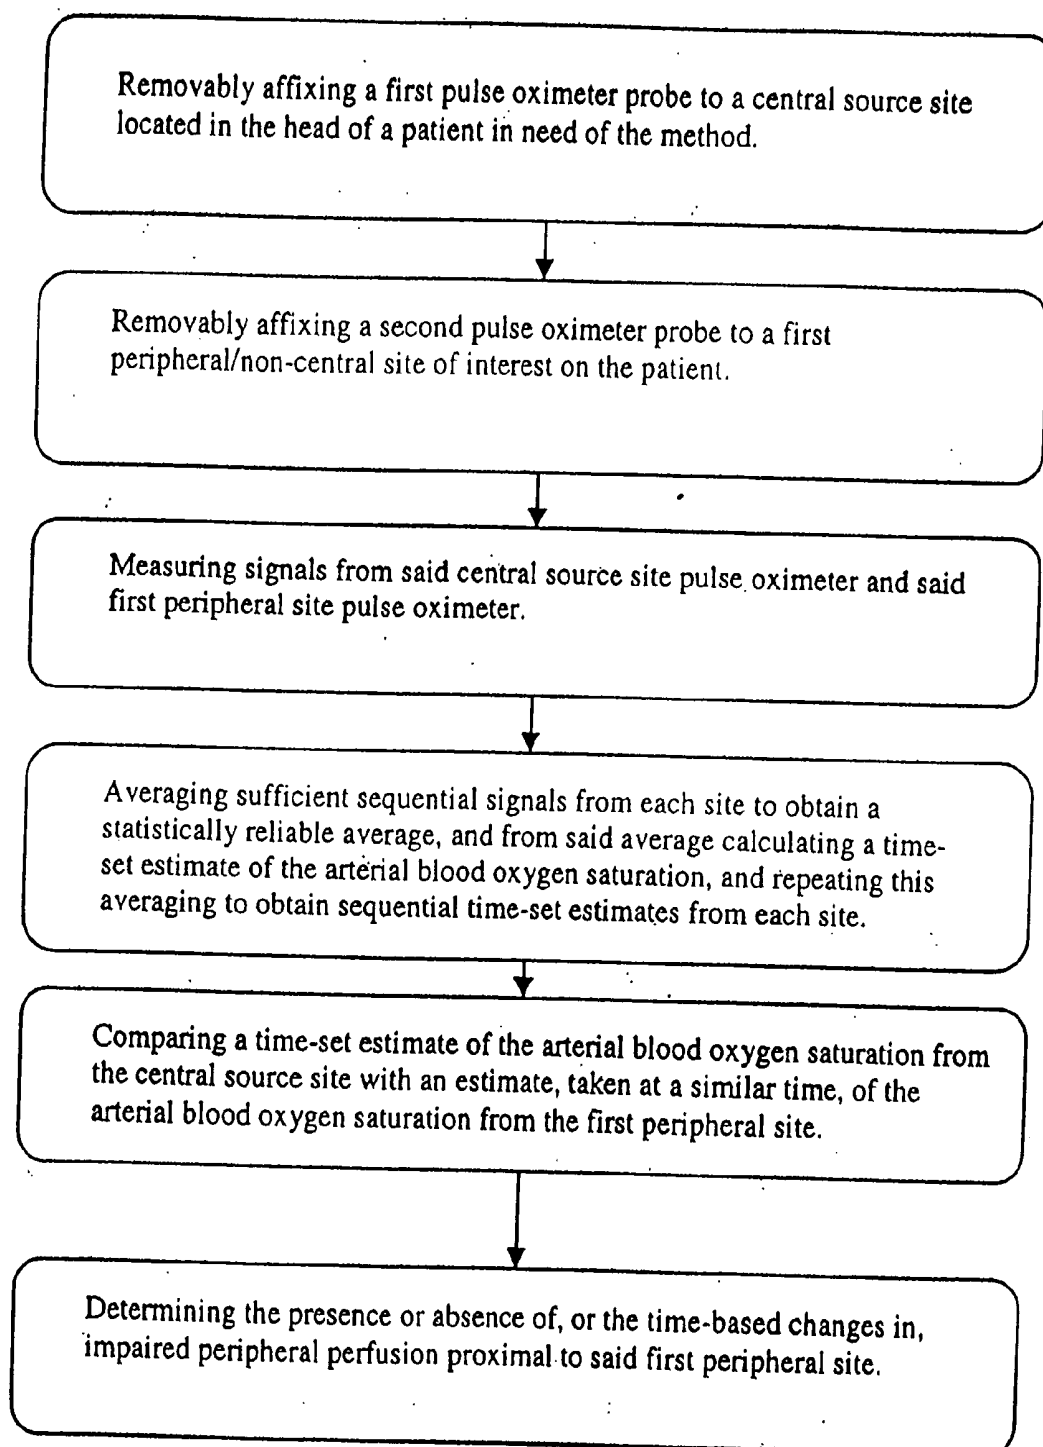 Removably affixing a first pulse oximeter probe to a central source site
located in the head of a patient in need of the method.
Removably affixing a second pulse oximeter probe to a first
peripheral/non-central site of interest on the patient.
Measuring signals from said central source site pulse oximeter and said
first peripheral site pulse oximeter.
Averaging sufficient sequential signals from each site to obtain a
statistically reliable average, and from said average calculating a time-
set estimate of the arterial blood oxygen saturation, and repeating this
averaging to obtain sequential time-set estimates from each site.
Comparing a time-set estimate of the arterial blood oxygen saturation from
the central source site with an estimate, taken at a similar time, of the
arterial blood oxygen saturation from the first peripheral site.
Determining the presence or absence of, or the time-based changes in,
impaired peripheral perfusion proximal to said first peripheral site.